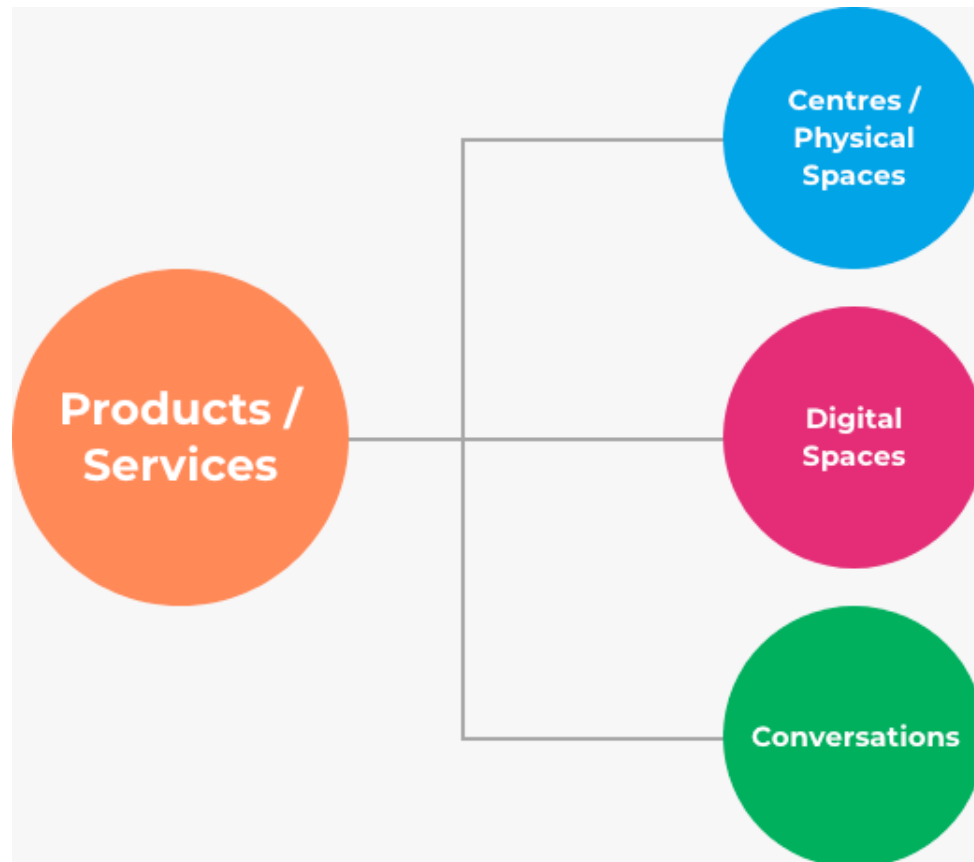 Centres /
Physical
Spaces
Products /
Services
Digital
Spaces
Conversations